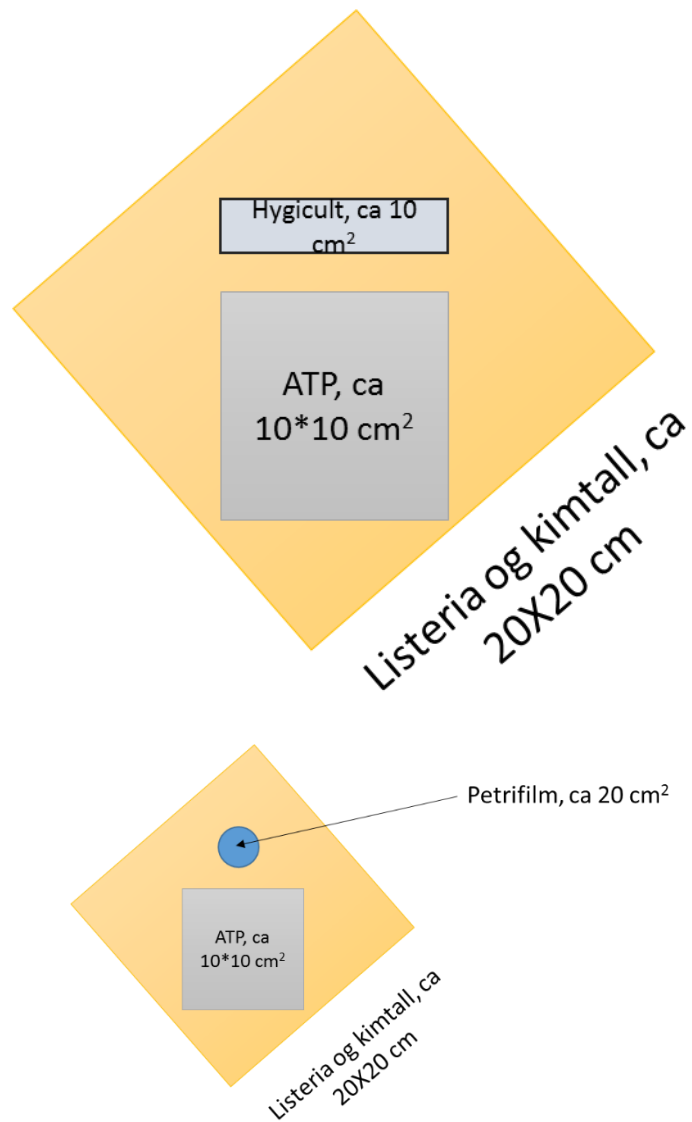 Hygicult, ca 10
cm²
ATP, ca
10*10 cm²
Listeria og kimtall, ca
20X20 cm
Petrifilm, ca 20 cm²
ATP, ca
10*10 cm²
Listeria og kimtall, ca
20X20 cm